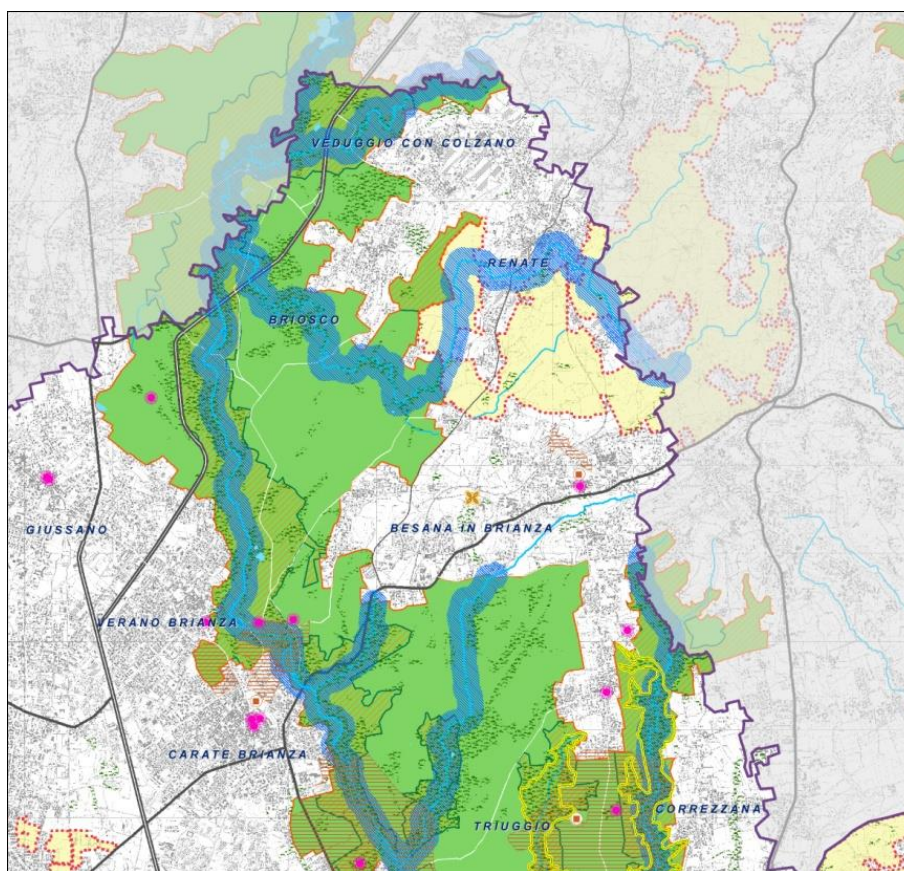 VEDUGGIO CON COLZANO
RENATE
BRIOSCO
GIUSSANO
BESANA IN BRIANZA
VERANO BRIANZA
CARATE BRIANZA
TRIUGGIO
CORREZZANA